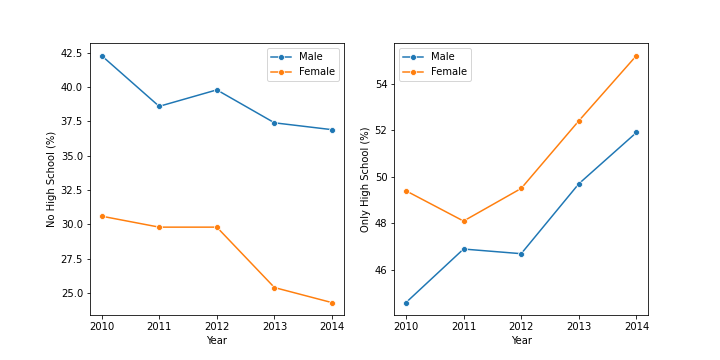 No High School (%)
42.5
40.0
37.5
35.0
32.5
30.0
27.5
25.0
Male
Female
2010 2011 2012 2013 2014
Year
Only High School (%)
54
52
50
48
46
Male
Female
2010 2011 2012 2013 2014
Year